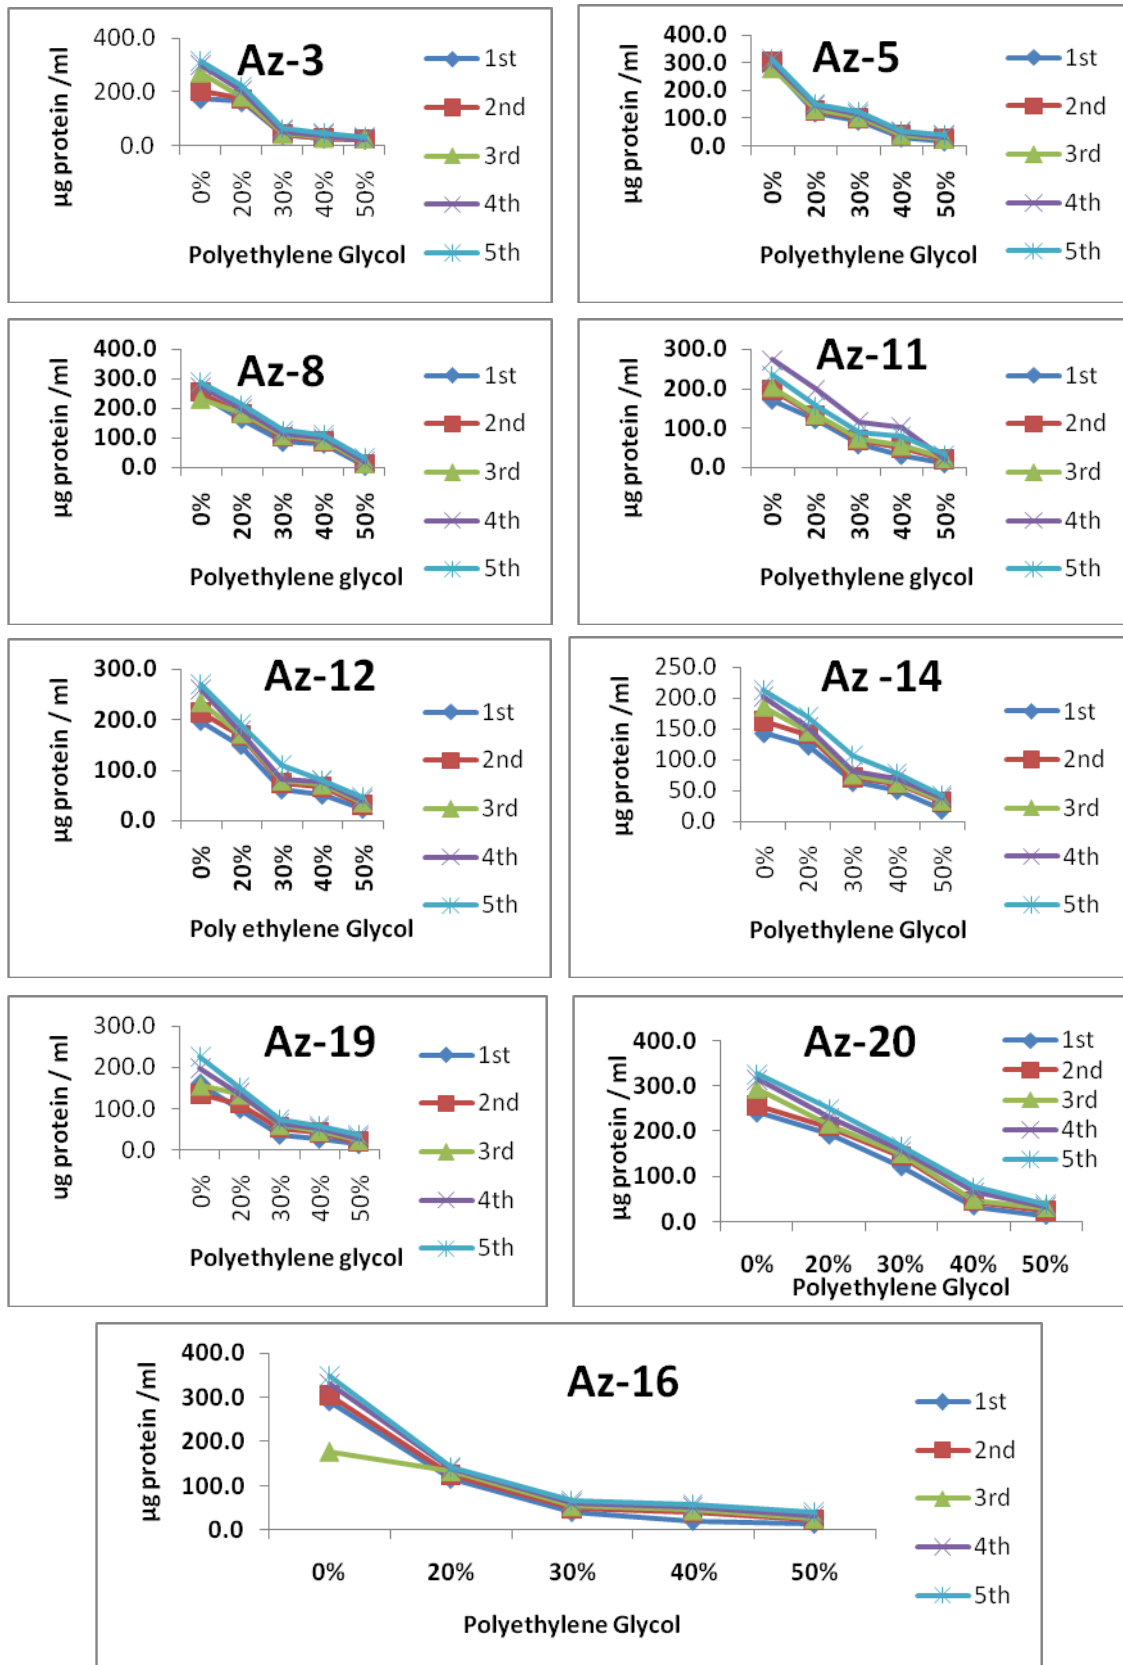 Az-3
µg protein /ml
400.0
200.0
0.0
0%
20%
30%
40%
50%
Polyethylene Glycol
1st
2nd
3rd
4th
5th
Az-5
µg protein /ml
400.0
300.0
200.0
100.0
0.0
0%
20%
30%
40%
50%
Polyethylene Glycol
1st
2nd
3rd
4th
5th
Az-8
µg protein /ml
400.0
300.0
200.0
100.0
0.0
0%
20%
30%
40%
50%
Polyethylene glycol
1st
2nd
3rd
4th
5th
Az-11
µg protein /ml
300.0
200.0
100.0
0.0
0%
20%
30%
40%
50%
Polyethylene glycol
1st
2nd
3rd
4th
5th
Az-12
µg protein / ml
300.0
200.0
100.0
0.0
0%
20%
30%
40%
50%
Poly ethylene Glycol
1st
2nd
3rd
4th
5th
Az -14
µg protein /ml
250.0
200.0
150.0
100.0
50.0
0.0
0%
20%
30%
40%
50%
Polyethylene Glycol
1st
2nd
3rd
4th
5th
Az-19
ug protein / ml
300.0
200.0
100.0
0.0
0%
20%
30%
40%
50%
Polyethylene glycol
1st
2nd
3rd
4th
5th
Az-20
µg protein / ml
400.0
300.0
200.0
100.0
0.0
0%
20%
30%
40%
50%
Polyethylene Glycol
1st
2nd
3rd
4th
5th
Az-16
µg protein /ml
400.0
300.0
200.0
100.0
0.0
0%
20%
30%
40%
50%
Polyethylene Glycol
1st
2nd
3rd
4th
5th